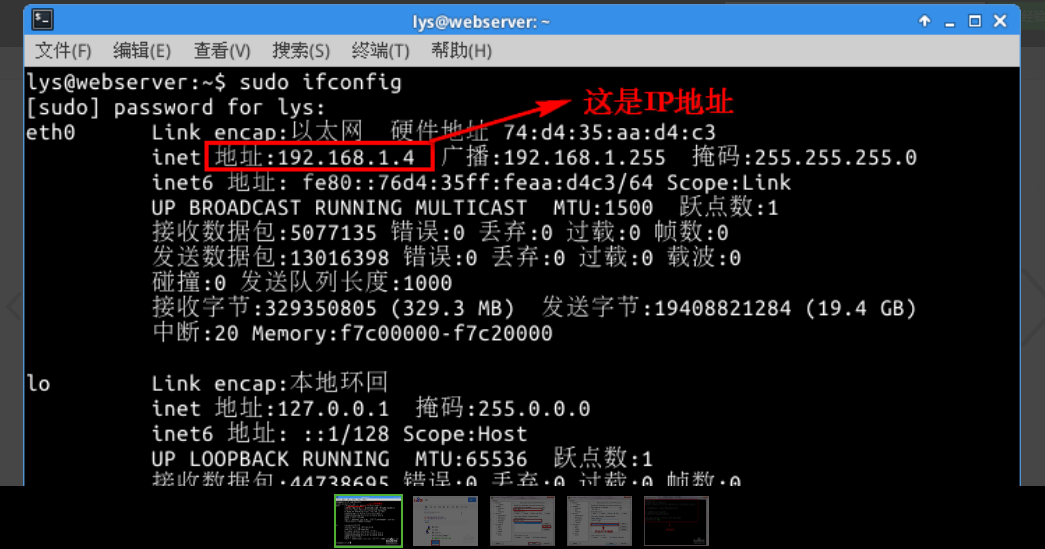 lys@webserver: ~
文件(F) 编辑(E) 查看(V) 搜索(S) 终端(T) 帮助(H)
lys@webserver:~$ sudo ifconfig
[sudo] password for lys:
这是IP地址
eth0 Link encap:以太网 硬件地址 74:d4:35:aa:d4:c3
inet 地址:192.168.1.4 广播:192.168.1.255 掩码:255.255.255.0
inet6 地址: fe80::76d4:35ff:feaa:d4c3/64 Scope:Link
UP BROADCAST RUNNING MULTICAST MTU:1500 跃点数:1
接收数据包:5077135 错误:0 丢弃:0 过载:0 帧数:0
发送数据包:13016398 错误:0 丢弃:0 过载:0 载波:0
碰撞:0 发送队列长度:1000
接收字节:329350805 (329.3 MB) 发送字节:19408821284 (19.4 GB)
中断:20 Memory:f7c00000-f7c20000
lo Link encap:本地环回
inet 地址:127.0.0.1 掩码:255.0.0.0
inet6 地址: ::1/128 Scope:Host
UP LOOPBACK RUNNING MTU:65536 跃点数:1
接收数据包:44738695 错误:0 丢弃:0 过载:0 帧数:0